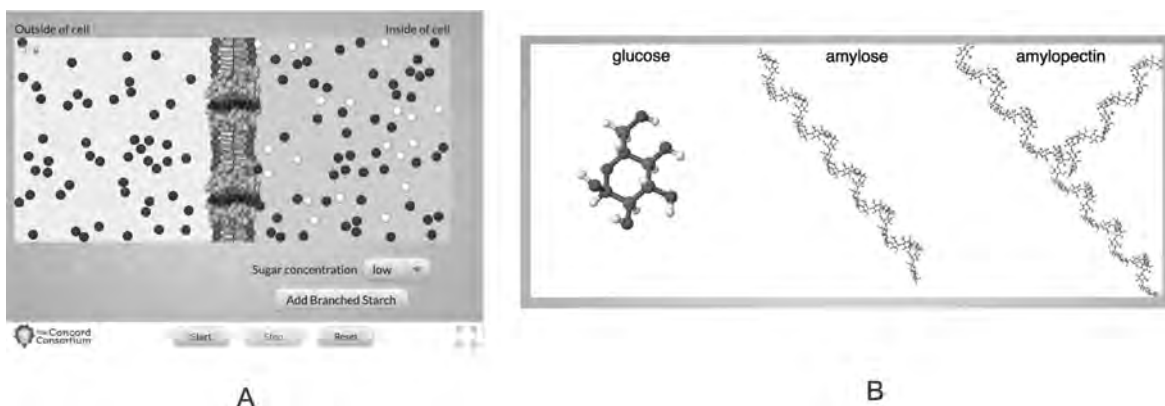 Outside of cell
Inside of cell
Sugar concentration low
Add Branched Starch
The Concord
Consortium
Start
Stop
Reset
A
glucose
amylose
amylopectin
B